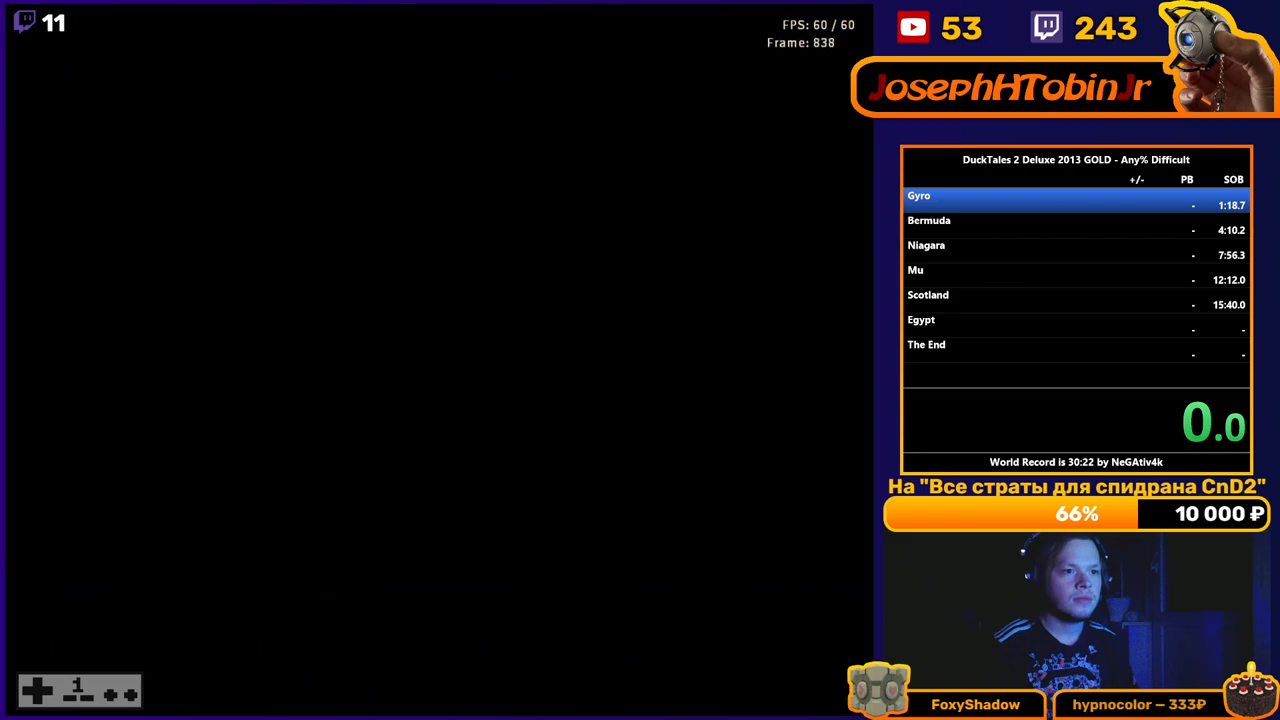 11
FPS: 60 / 60
Frame: 838
53
243
JosephHTobinJr
DuckTales 2 Deluxe 2013 GOLD - Any% Difficult
+/- PB SOB
Gyro - 1:18.7
Bermuda - 4:10.2
Niagara - 7:56.3
Mu - 12:12.0
Scotland - 15:40.0
Egypt - -
The End - -
0.0
World Record is 30:22 by NeGAtiv4k
На "Все страты для спидрана CnD2"
66% 10 000 ₽
1
FoxyShadow
hypnocolor – 333₽